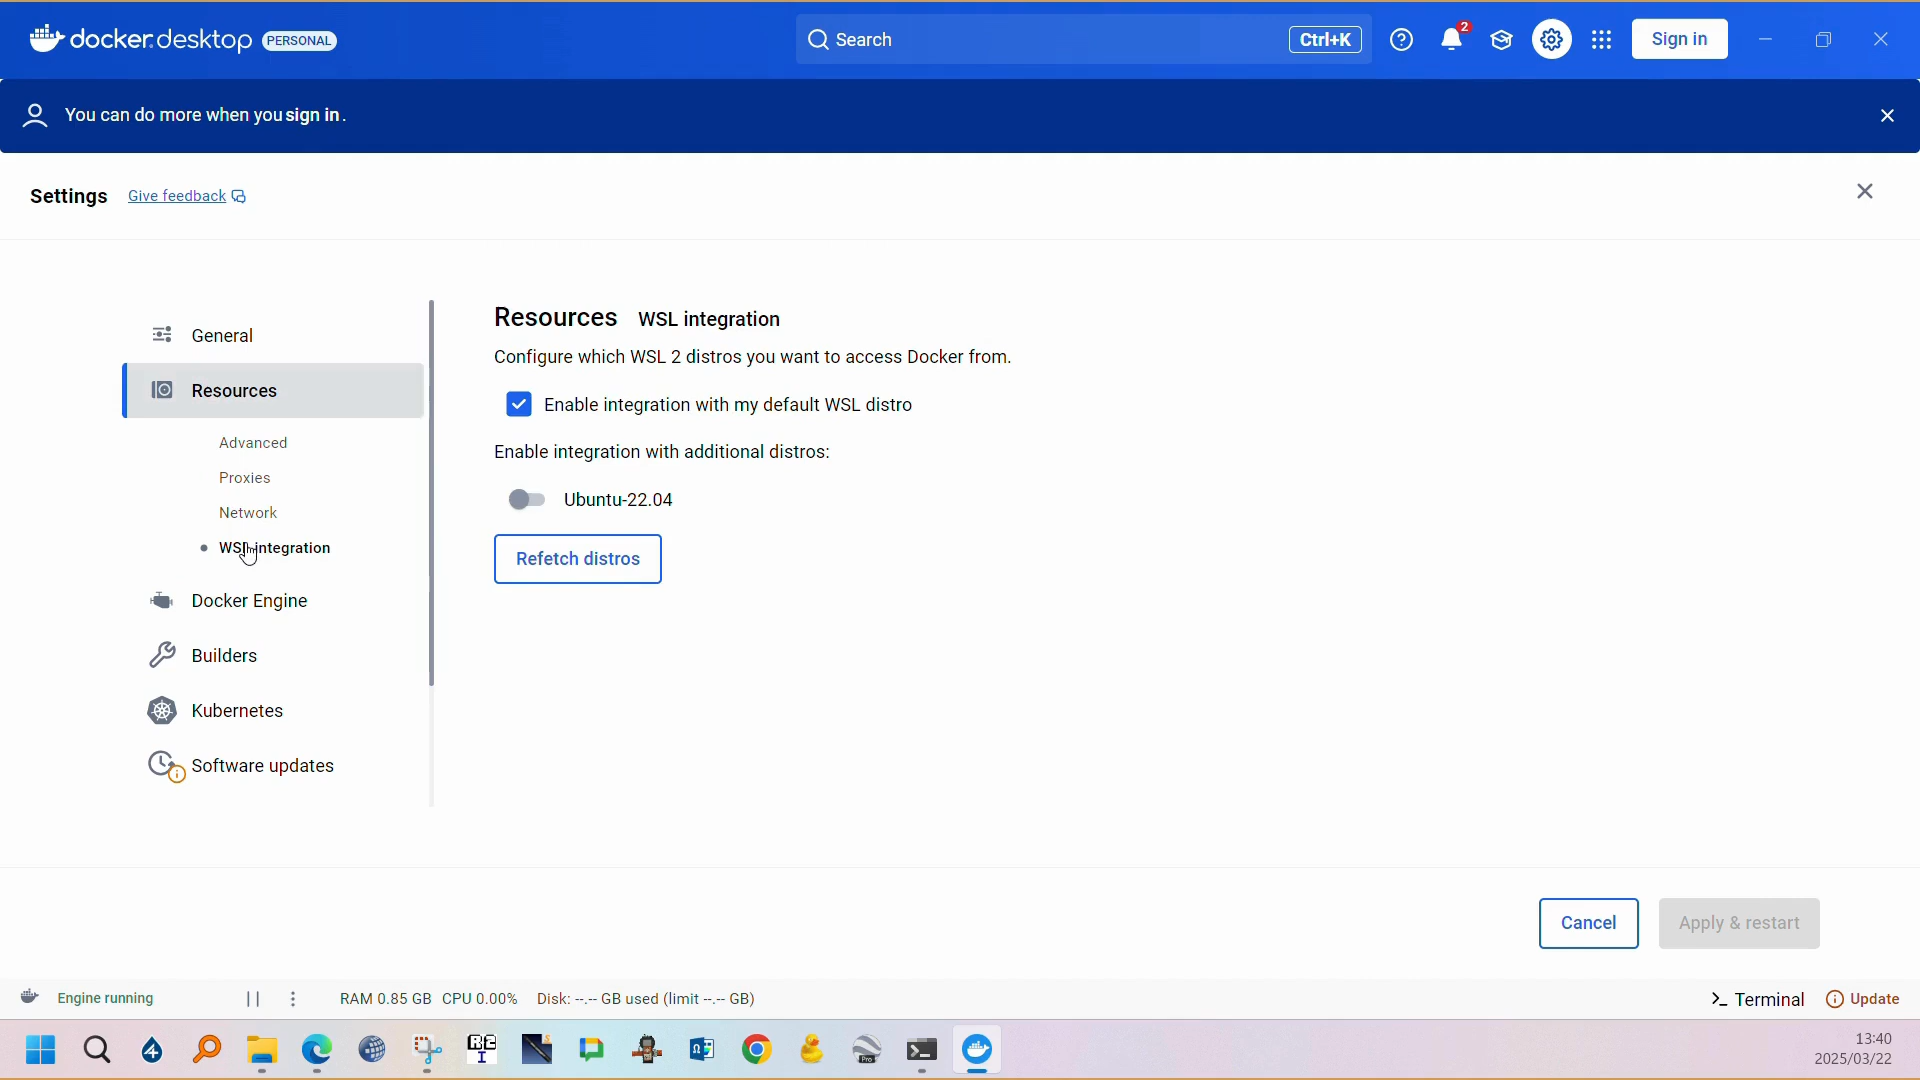 docker.desktop PERSONAL
Search Ctrl+K
2
Sign in
You can do more when you sign in.
Settings Give feedback
General
Resources
Advanced
Proxies
Network
WSL integration
Docker Engine
Builders
Kubernetes
Software updates
Resources WSL integration
Configure which WSL 2 distros you want to access Docker from.
Enable integration with my default WSL distro
Enable integration with additional distros:
Ubuntu-22.04
Refetch distros
Cancel
Apply & restart
Engine running
RAM 0.85 GB CPU 0.00% Disk: --.-- GB used (limit --.-- GB)
Terminal
Update
4
Pro
13:40
2025/03/22